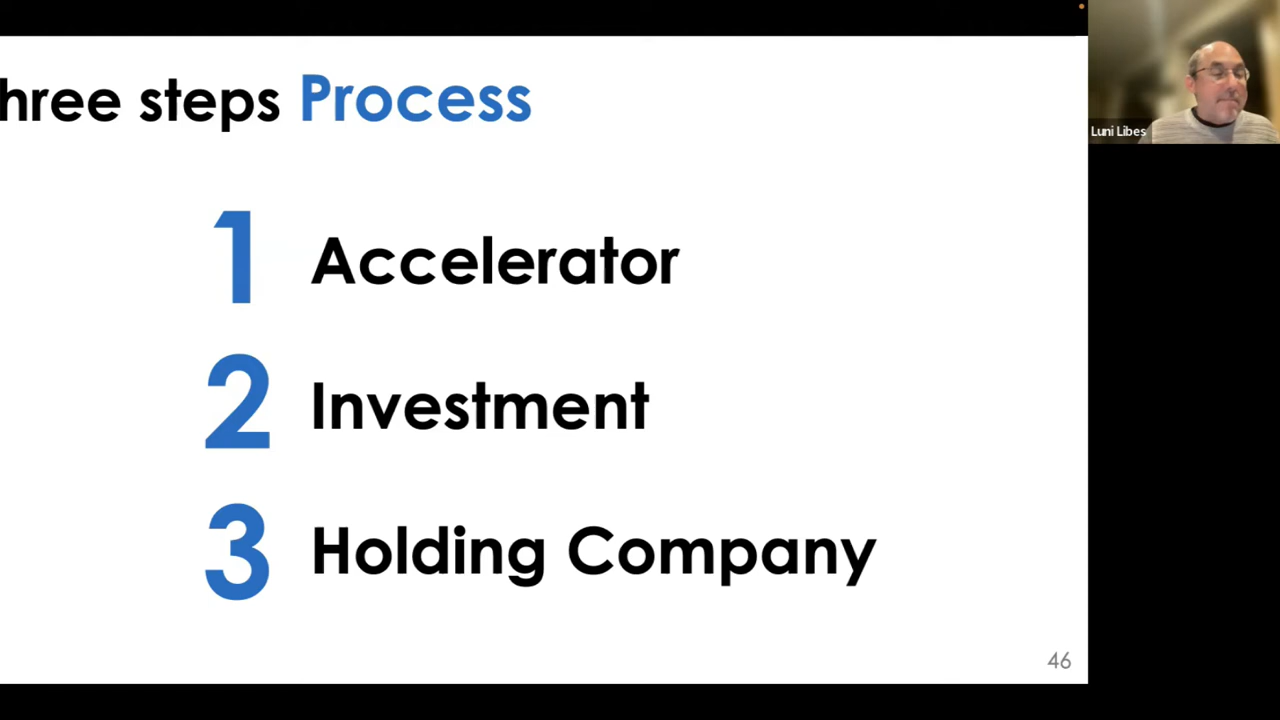 hree steps Process
Luni Libes
1 Accelerator
2 Investment
3 Holding Company
46